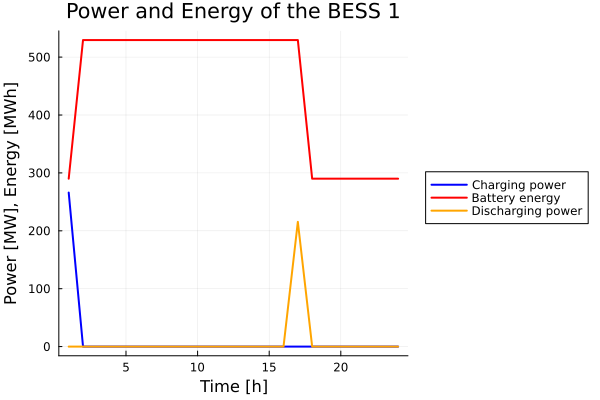 Power and Energy of the BESS 1
Power [MW], Energy [MWh]
500
400
300
200
100
0
5
10
15
20
Time [h]
Charging power
Battery energy
Discharging power